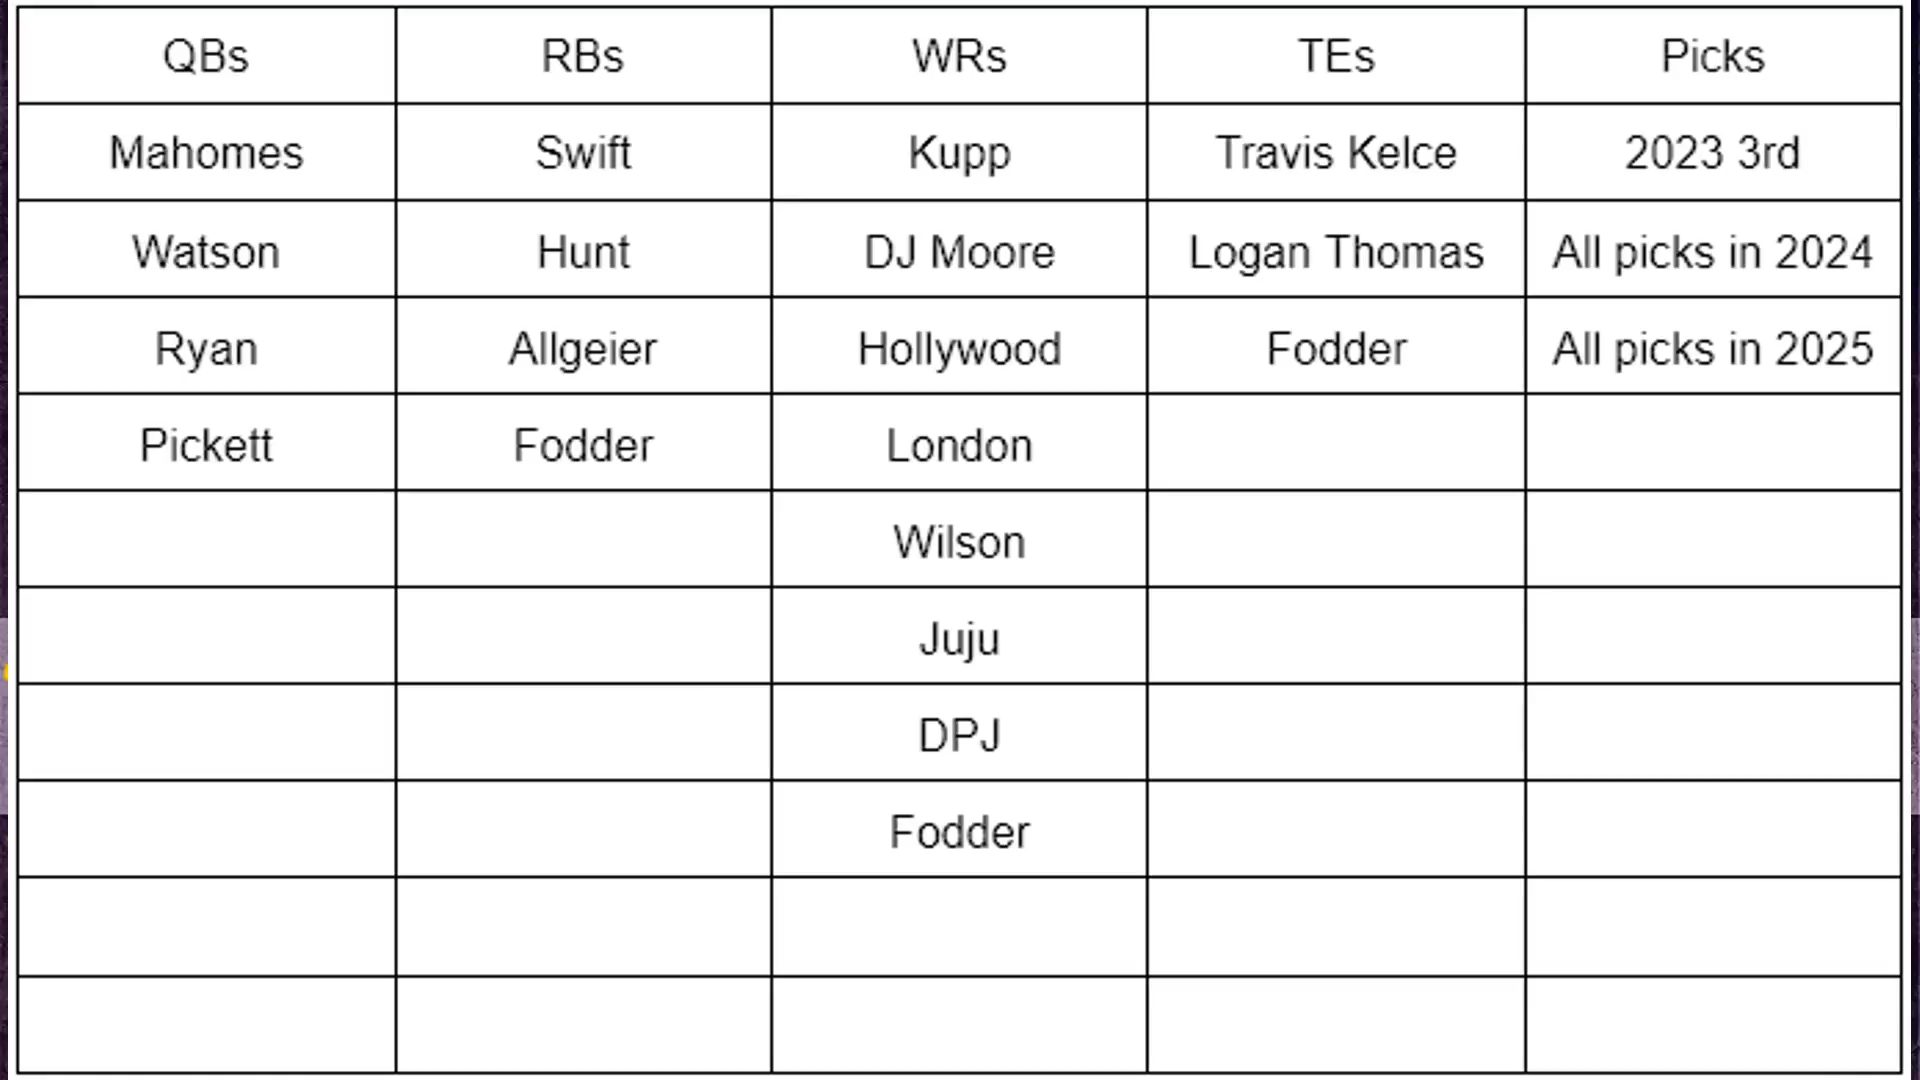 QBs RBs WRs TEs Picks
Mahomes Swift Kupp Travis Kelce 2023 3rd
Watson Hunt DJ Moore Logan Thomas All picks in 2024
Ryan Allgeier Hollywood Fodder All picks in 2025
Pickett Fodder London
Wilson
Juju
DPJ
Fodder